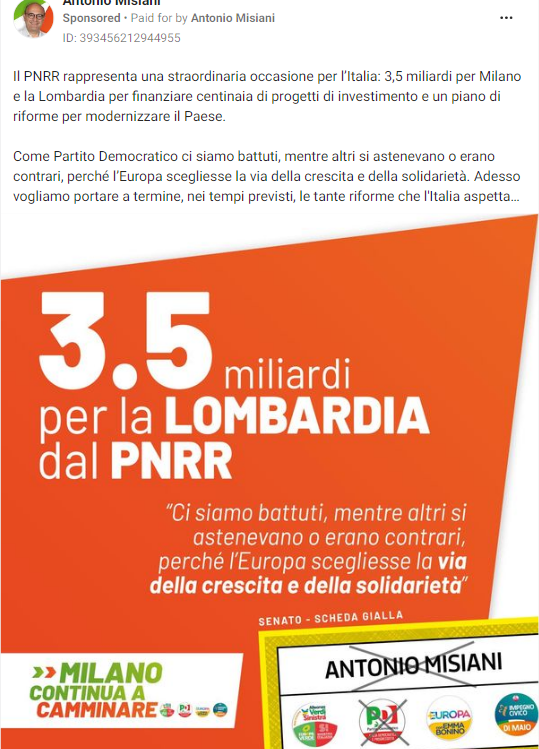 Antonio Misiani
Sponsored • Paid for by Antonio Misiani
ID: 393456212944955
Il PNRR rappresenta una straordinaria occasione per l'Italia: 3,5 miliardi per Milano
e la Lombardia per finanziare centinaia di progetti di investimento e un piano di
riforme per modernizzare il Paese.
Come Partito Democratico ci siamo battuti, mentre altri si astenevano o erano
contrari, perché l'Europa scegliesse la via della crescita e della solidarietà. Adesso
vogliamo portare a termine, nei tempi previsti, le tante riforme che l'Italia aspetta...
3.5 miliardi
per la LOMBARDIA
dal PNRR
"Ci siamo battuti, mentre altri si
astenevano o erano contrari,
perché l'Europa scegliesse la via
della crescita e della solidarietà"
SENATO - SCHEDA GIALLA
ANTONIO MISIANI
>> MILANO
CONTINUA A
CAMMINARE
Verdi
Sinistra
PD
EUROPA
EMMA
BONINO
IMPEGNO
CIVICO
DI MAIO